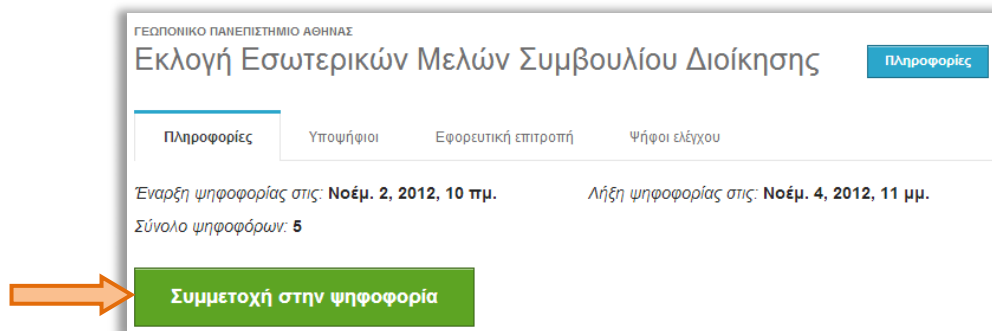 ΓΕΩΠΟΝΙΚΟ ΠΑΝΕΠΙΣΤΗΜΙΟ ΑΘΗΝΑΣ
Εκλογή Εσωτερικών Μελών Συμβουλίου Διοίκησης
Πληροφορίες
Πληροφορίες Υποψήφιοι Εφορευτική επιτροπή Ψήφοι ελέγχου
Έναρξη ψηφοφορίας στις: Νοέμ. 2, 2012, 10 πμ. Λήξη ψηφοφορίας στις: Νοέμ. 4, 2012, 11 μμ.
Σύνολο ψηφοφόρων: 5
Συμμετοχή στην ψηφοφορία